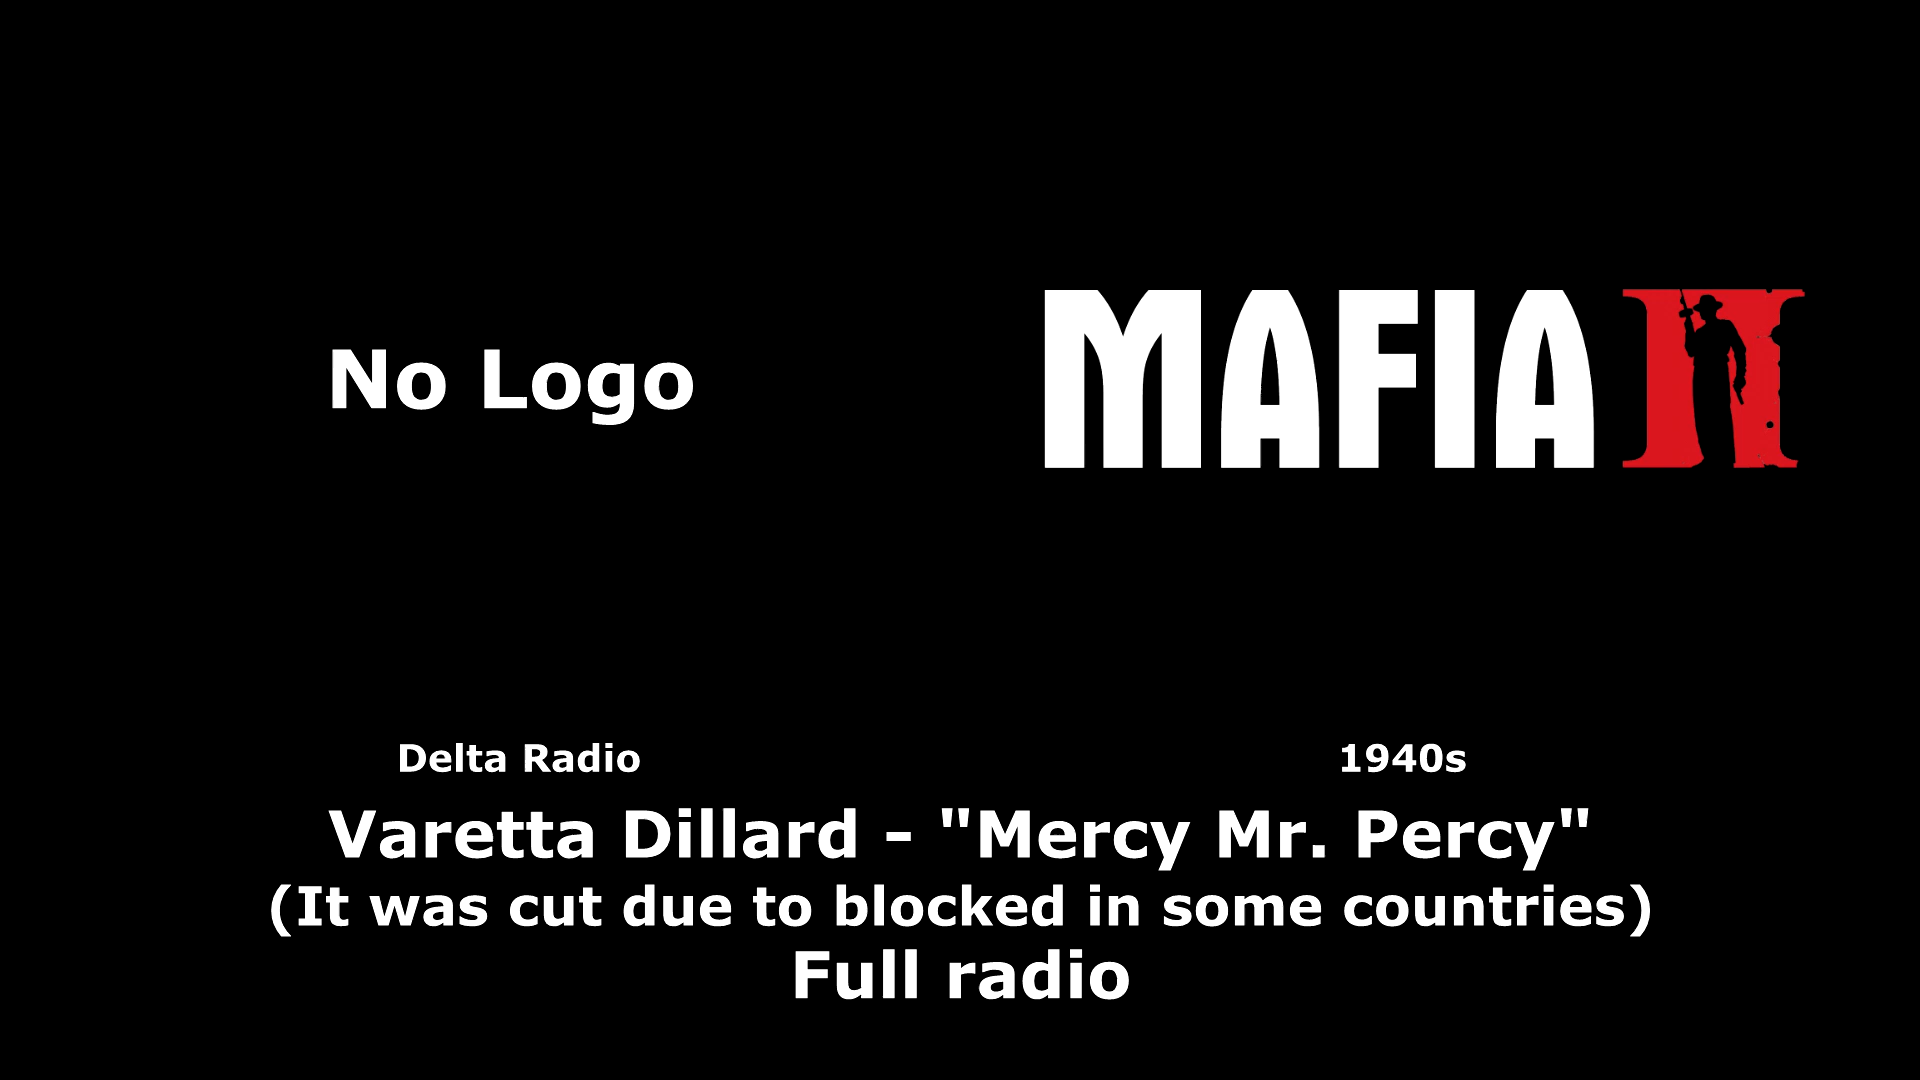 No Logo
MAFIA II
Delta Radio
1940s
Varetta Dillard - "Mercy Mr. Percy"
(It was cut due to blocked in some countries)
Full radio